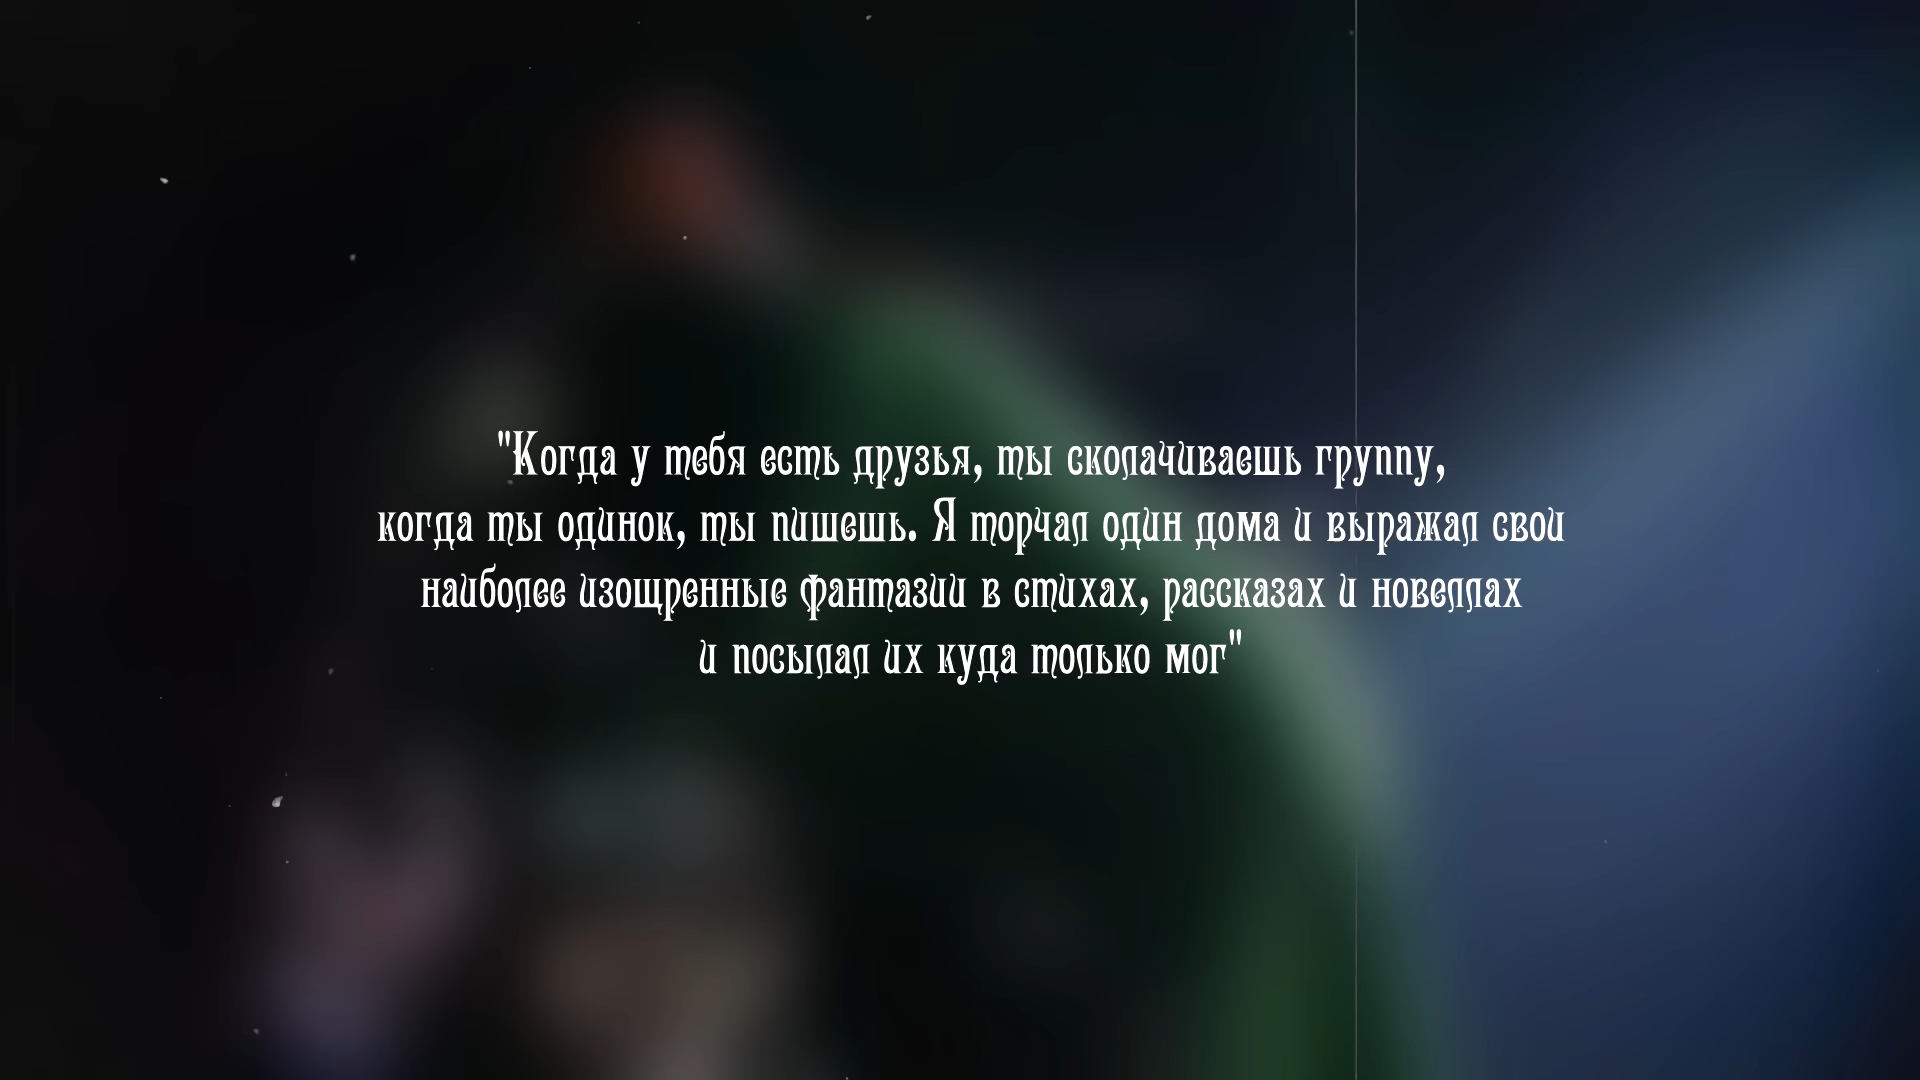 "Когда у тебя есть друзья, ты сколачиваешь группу,
когда ты одинок, ты пишешь. Я торчал один дома и выражал свои
наиболее изощренные фантазии в стихах, рассказах и новеллах
и посылал их куда только мог"